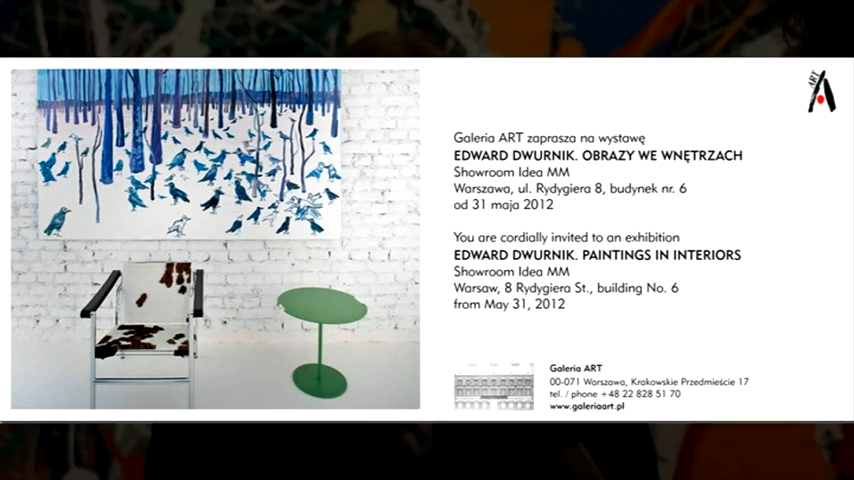 ART
Galeria ART zaprasza na wystawę
EDWARD DWURNIK. OBRAZY WE WNĘTRZACH
Showroom Idea MM
Warszawa, ul. Rydygiera 8, budynek nr. 6
od 31 maja 2012
You are cordially invited to an exhibition
EDWARD DWURNIK. PAINTINGS IN INTERIORS
Showroom Idea MM
Warsaw, 8 Rydygiera St., building No. 6
from May 31, 2012
Galeria ART
00-071 Warszawa, Krakowskie Przedmieście 17
tel. / phone +48 22 828 51 70
www.galeriaart.pl